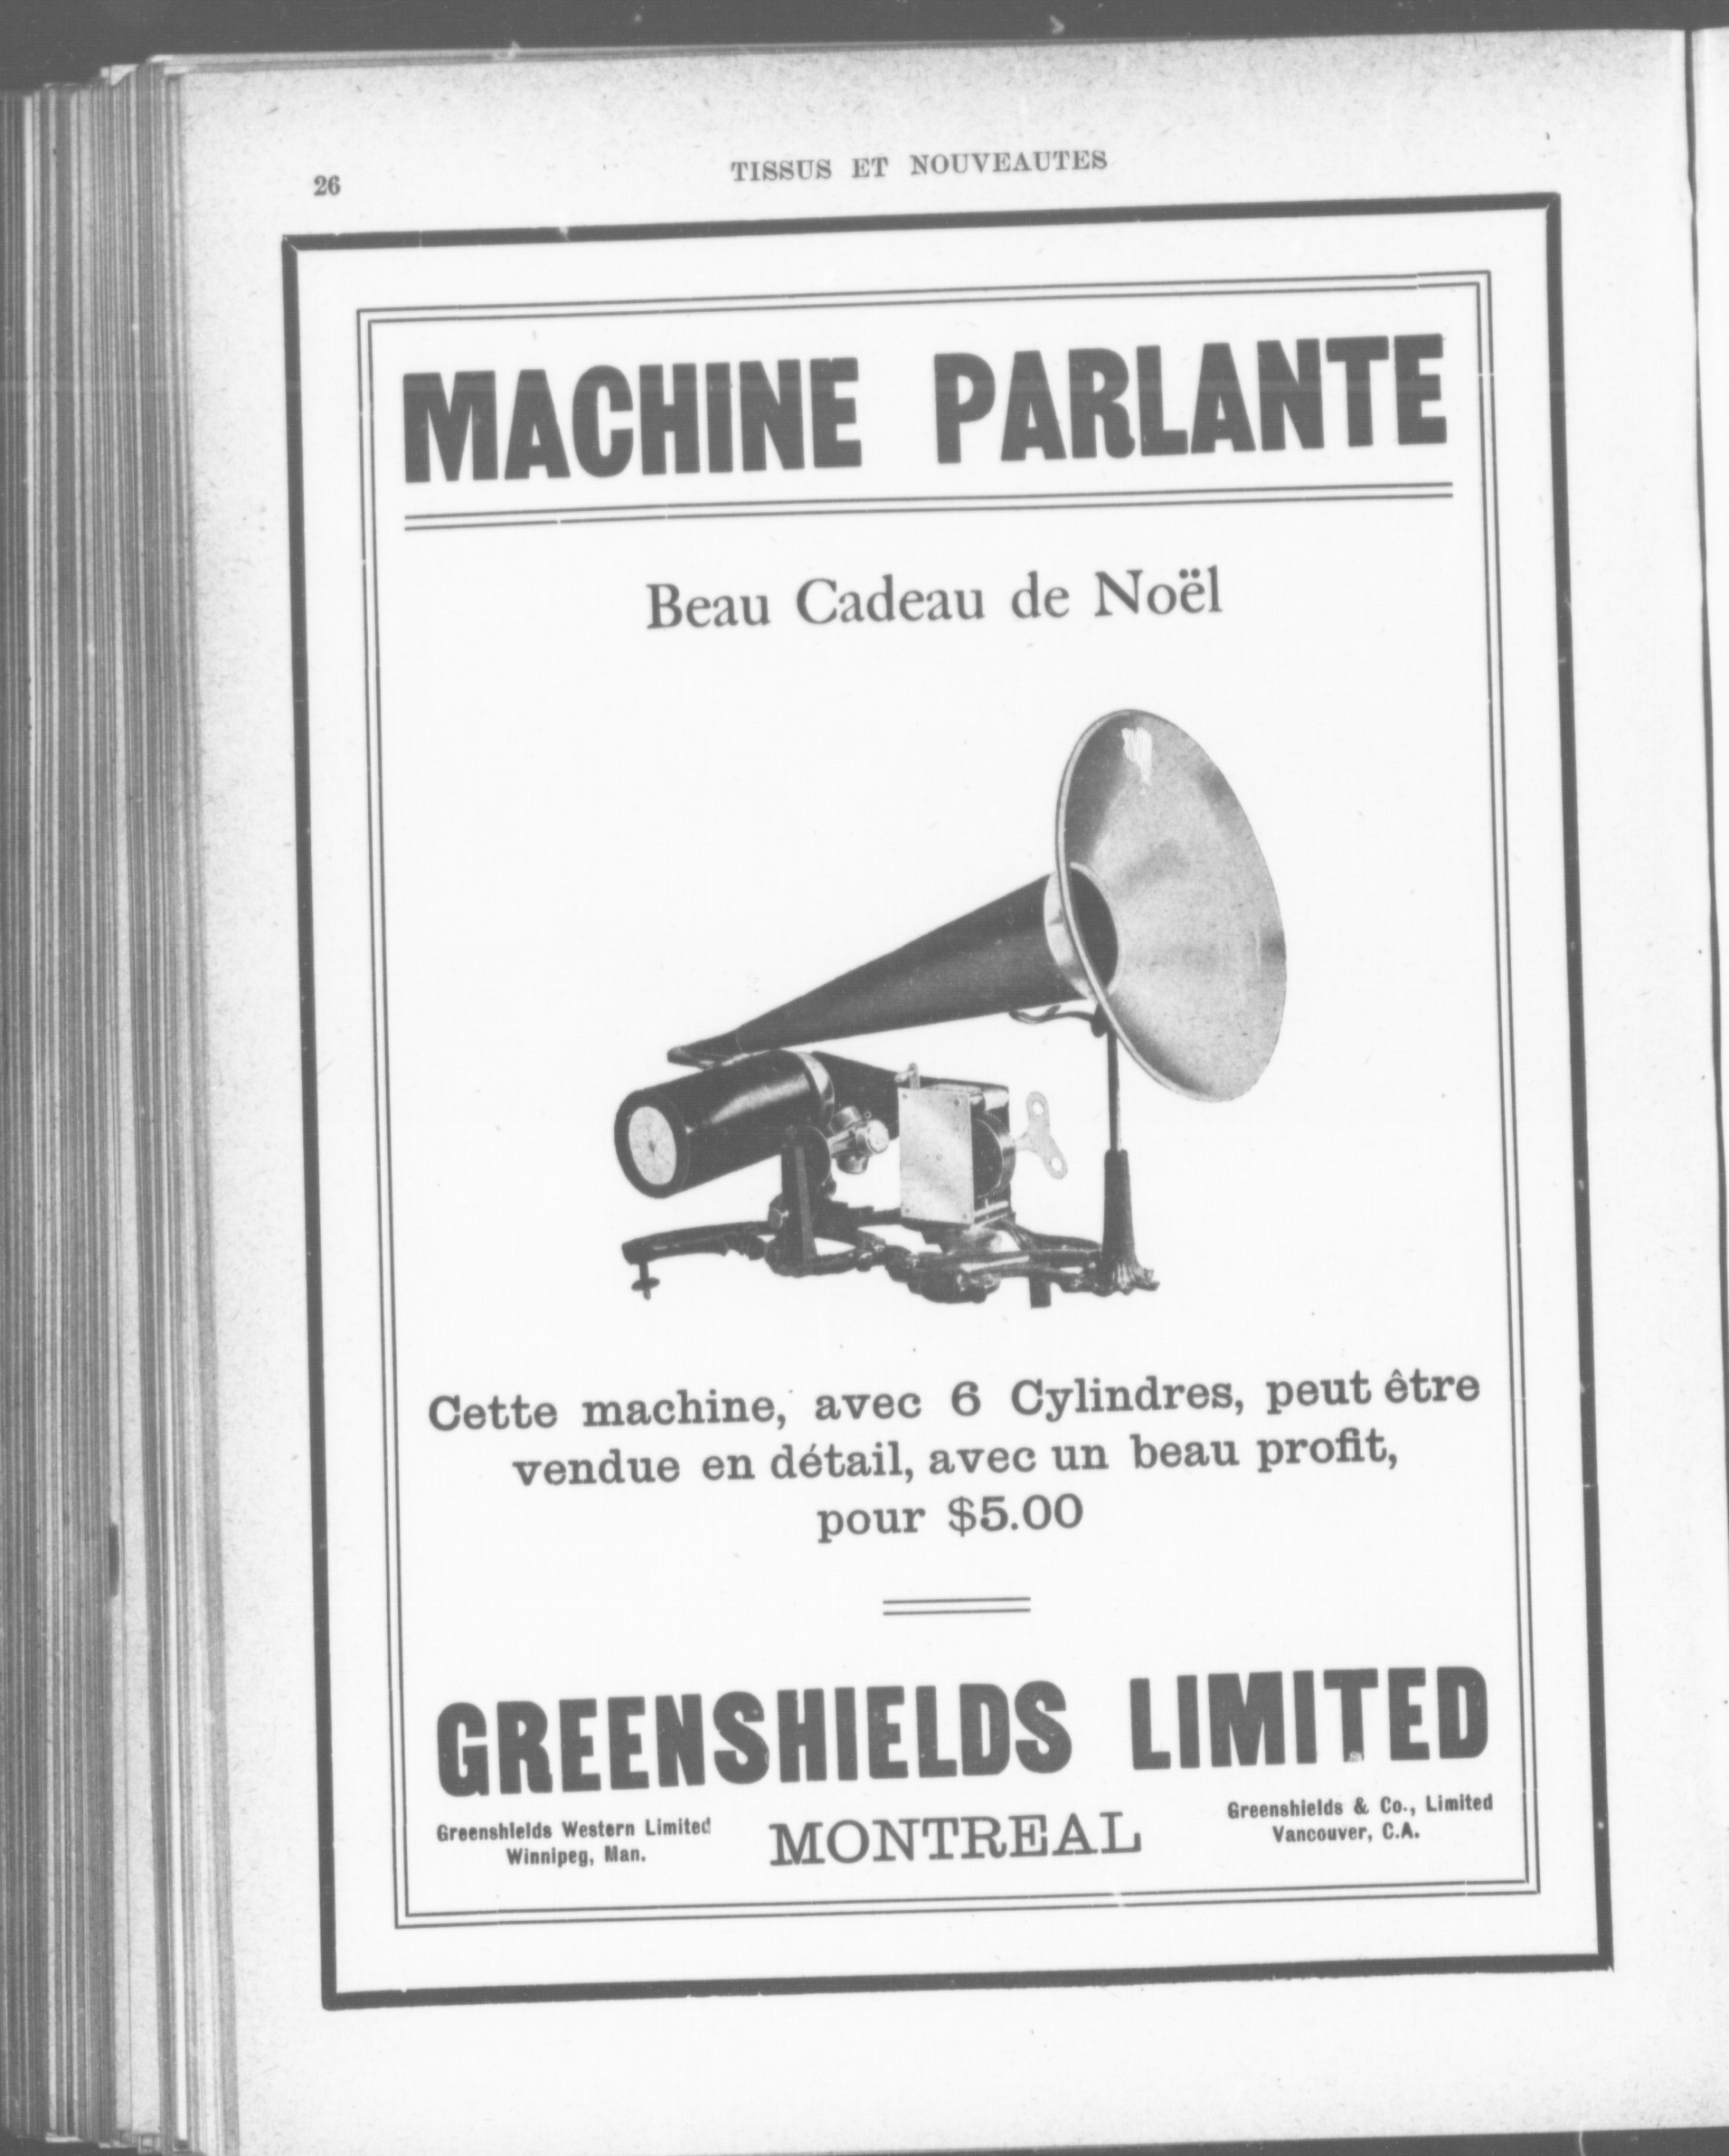 26
TISSUS ET NOUVEAUTES
MACHINE PARLANTE
Beau Cadeau de Noël
Cette machine, avec 6 Cylindres, peut être
vendue en détail, avec un beau profit,
pour $5.00
GREENSHIELDS LIMITED
Greenshields Western Limited
Winnipeg, Man.
MONTREAL
Greenshields & Co., Limited
Vancouver, C.A.